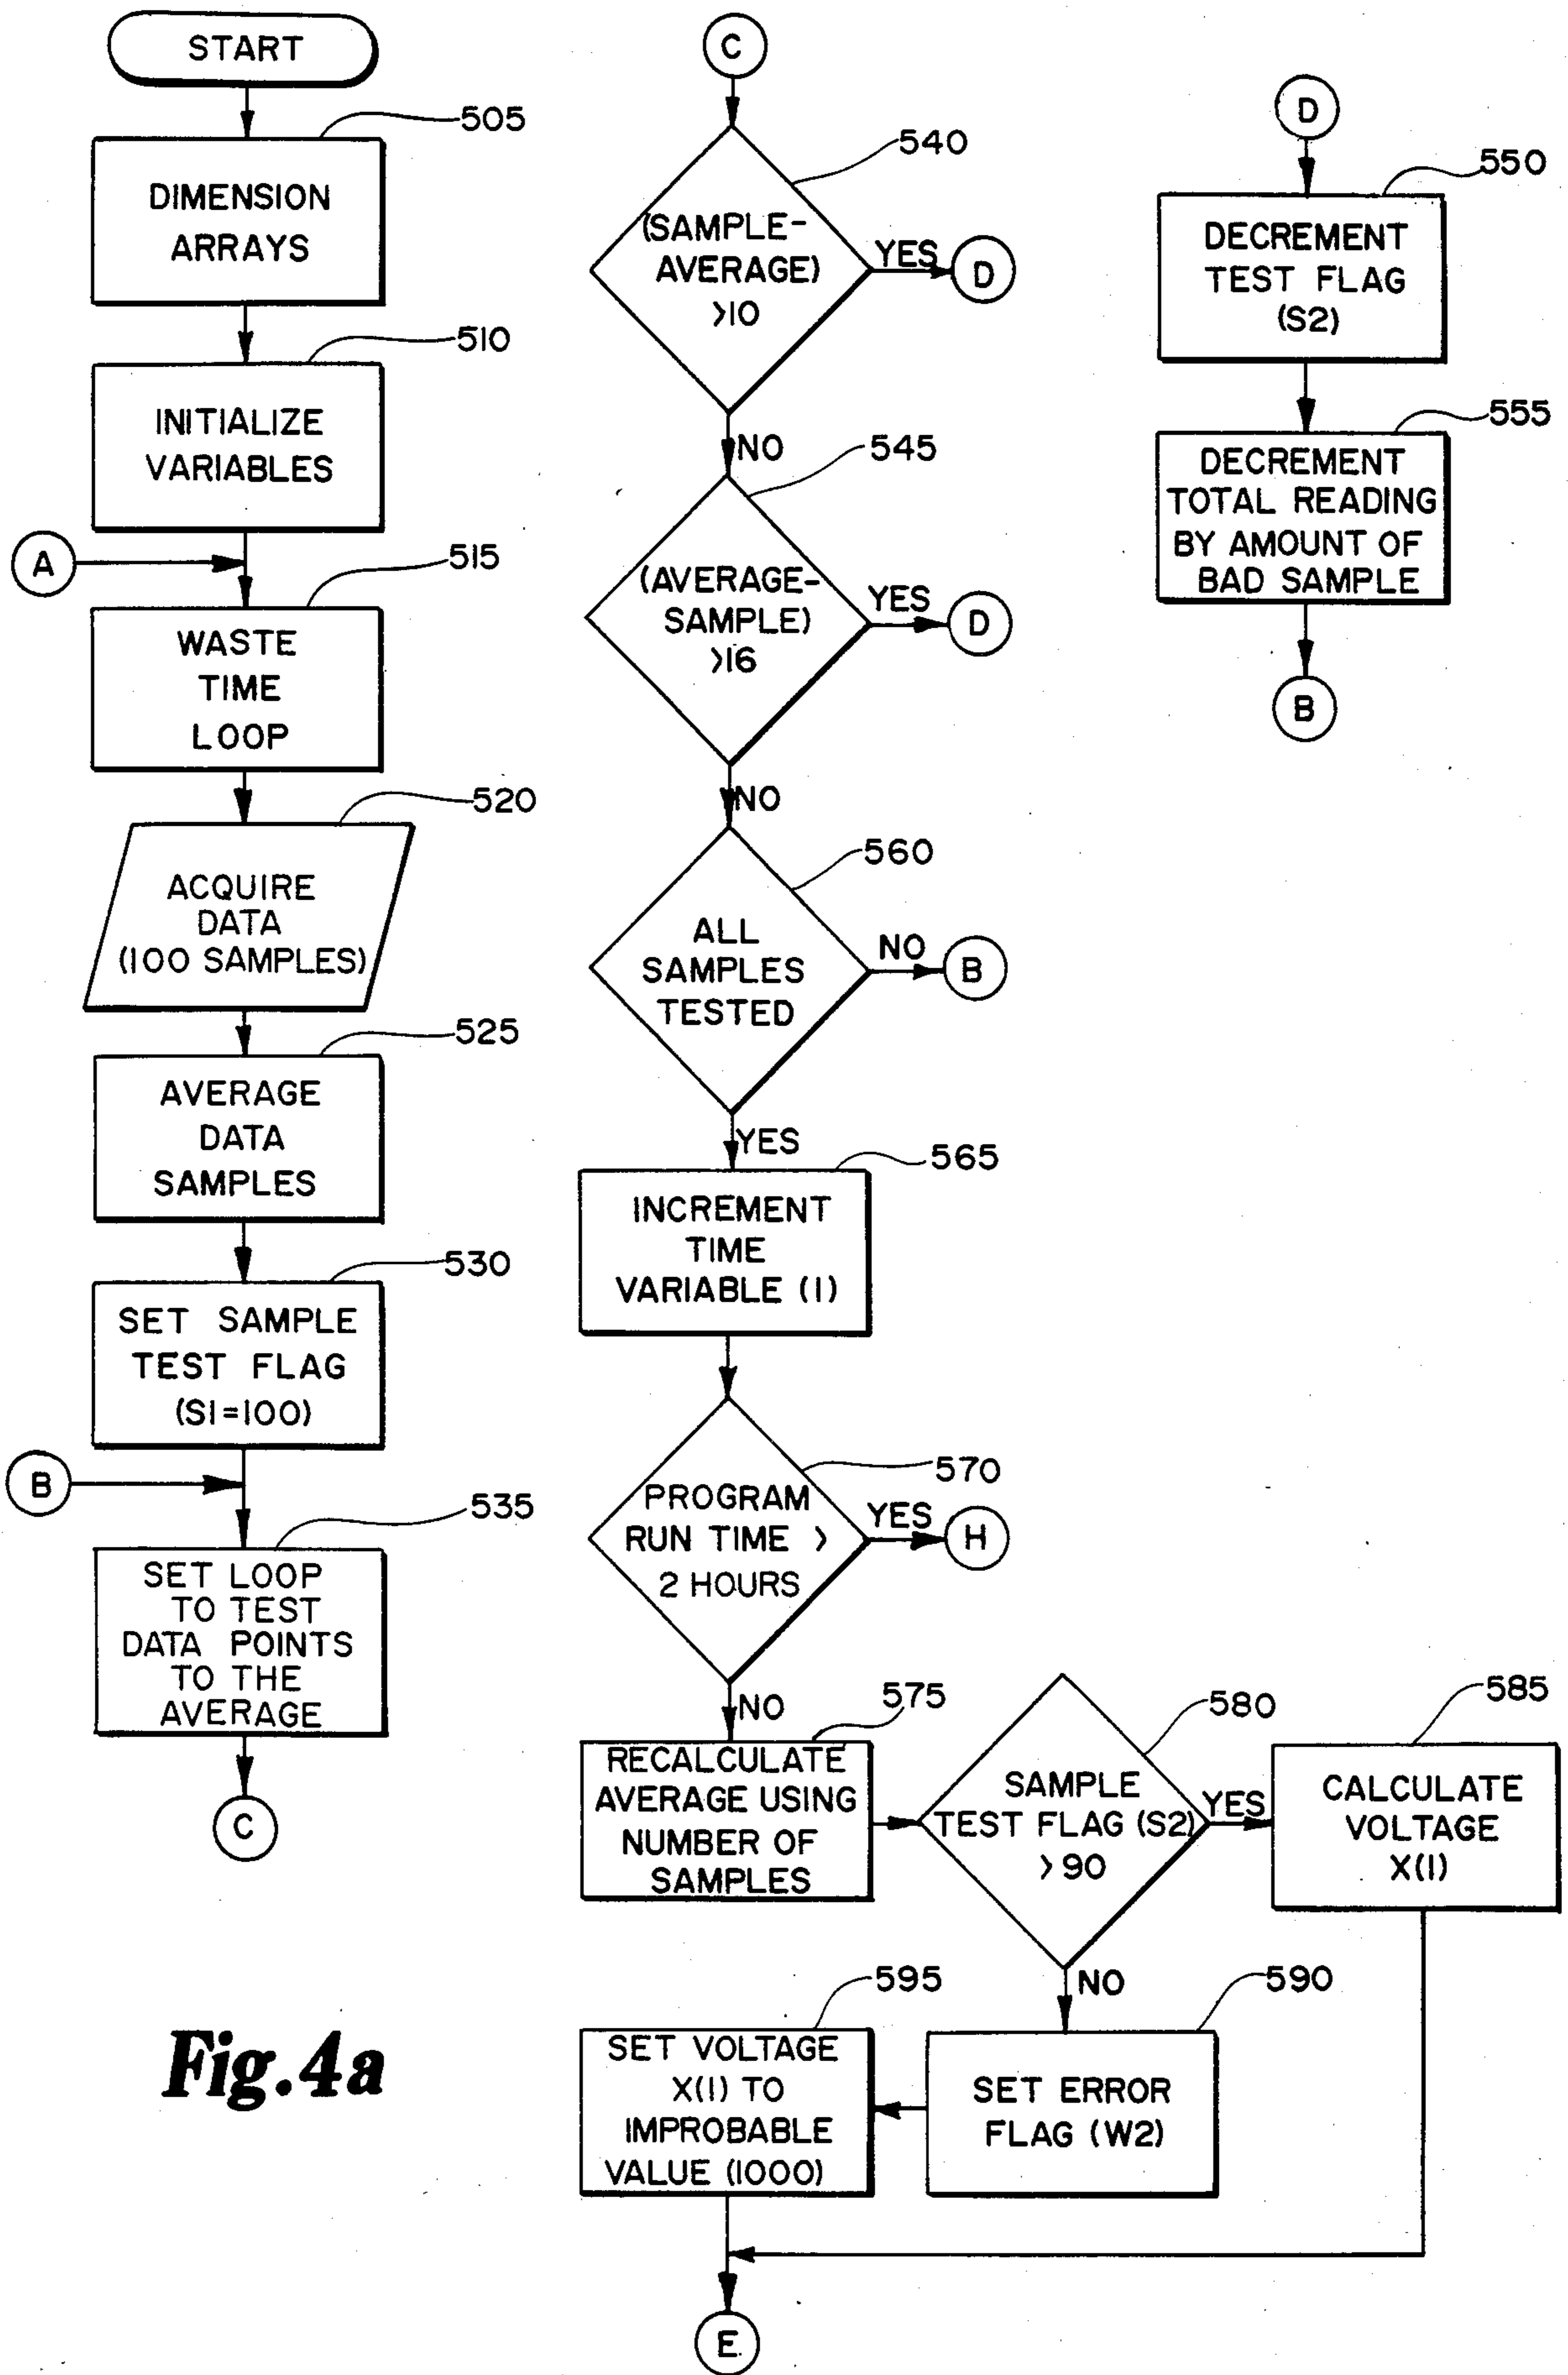 START
505
DIMENSION
ARRAYS
510
INITIALIZE
VARIABLES
A
515
WASTE
TIME
LOOP
520
ACQUIRE
DATA
(100 SAMPLES)
525
AVERAGE
DATA
SAMPLES
530
SET SAMPLE
TEST FLAG
(S1=100)
B
535
SET LOOP
TO TEST
DATA POINTS
TO THE
AVERAGE
C
C
540
(SAMPLE-
AVERAGE)
>10
YES
D
NO
545
(AVERAGE-
SAMPLE)
>16
YES
D
NO
560
ALL
SAMPLES
TESTED
NO
B
YES
565
INCREMENT
TIME
VARIABLE (I)
570
PROGRAM
RUN TIME >
2 HOURS
YES
H
NO
575
RECALCULATE
AVERAGE USING
NUMBER OF
SAMPLES
580
SAMPLE
TEST FLAG (S2)
>90
YES
585
CALCULATE
VOLTAGE
X(I)
NO
590
SET ERROR
FLAG (W2)
595
SET VOLTAGE
X(I) TO
IMPROBABLE
VALUE (1000)
E
D
550
DECREMENT
TEST FLAG
(S2)
555
DECREMENT
TOTAL READING
BY AMOUNT OF
BAD SAMPLE
B
Fig.4a